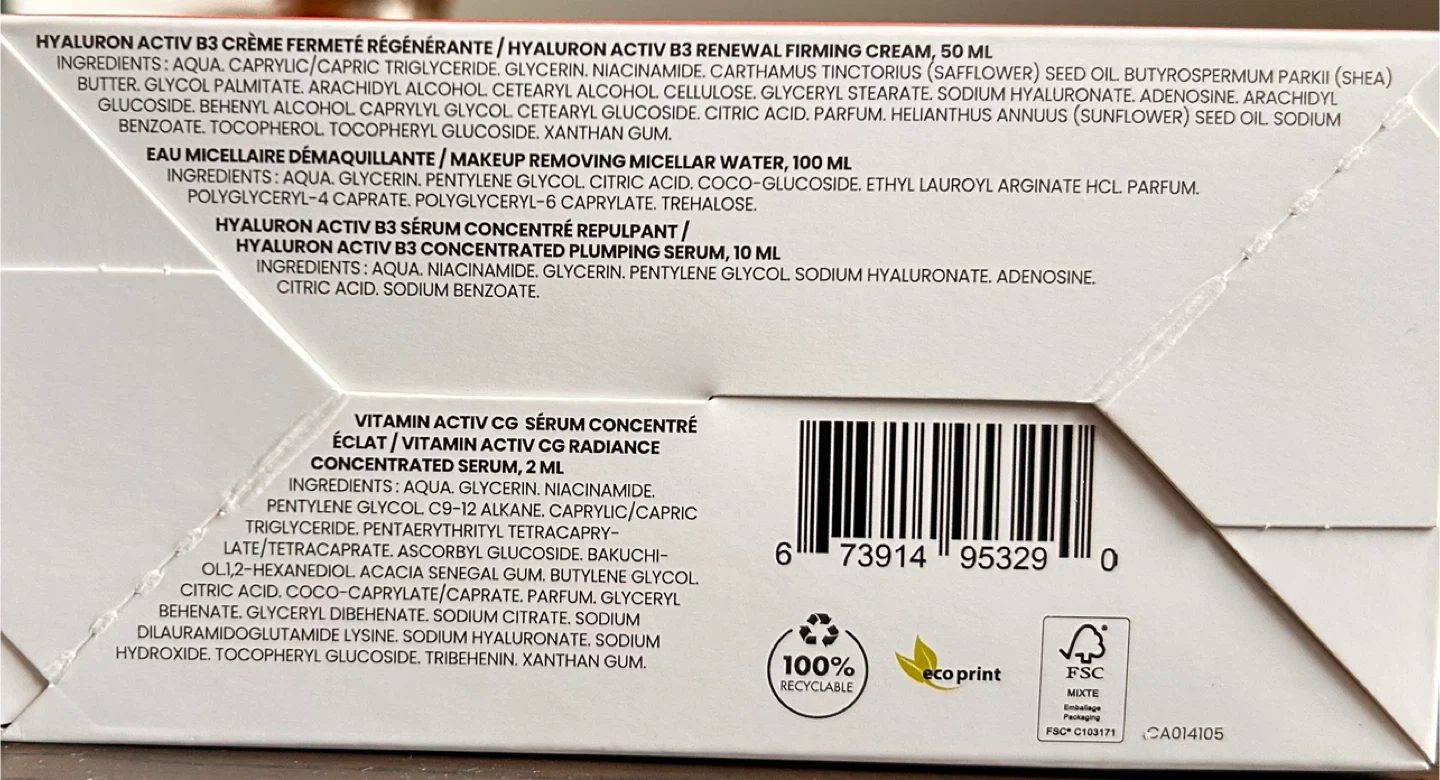 HYALURON ACTIV B3 CRÈME FERMETÉ RÉGÉNÉRANTE / HYALURON ACTIV B3 RENEWAL FIRMING CREAM, 50 ML
INGREDIENTS : AQUA. CAPRYLIC/CAPRIC TRIGLYCERIDE. GLYCERIN. NIACINAMIDE. CARTHAMUS TINCTORIUS (SAFFLOWER) SEED OIL. BUTYROSPERMUM PARKII (SHEA)
BUTTER. GLYCOL PALMITATE. ARACHIDYL ALCOHOL. CETEARYL ALCOHOL. CELLULOSE. GLYCERYL STEARATE. SODIUM HYALURONATE. ADENOSINE. ARACHIDYL
GLUCOSIDE. BEHENYL ALCOHOL. CAPRYLYL GLYCOL. CETEARYL GLUCOSIDE. CITRIC ACID. PARFUM. HELIANTHUS ANNUUS (SUNFLOWER) SEED OIL. SODIUM
BENZOATE. TOCOPHEROL. TOCOPHERYL GLUCOSIDE. XANTHAN GUM.
EAU MICELLAIRE DÉMAQUILLANTE / MAKEUP REMOVING MICELLAR WATER, 100 ML
INGREDIENTS : AQUA. GLYCERIN. PENTYLENE GLYCOL. CITRIC ACID. COCO-GLUCOSIDE. ETHYL LAUROYL ARGINATE HCL. PARFUM.
POLYGLYCERYL-4 CAPRATE. POLYGLYCERYL-6 CAPRYLATE. TREHALOSE.
HYALURON ACTIV B3 SÉRUM CONCENTRÉ REPULPANT /
HYALURON ACTIV B3 CONCENTRATED PLUMPING SERUM, 10 ML
INGREDIENTS : AQUA. NIACINAMIDE. GLYCERIN. PENTYLENE GLYCOL. SODIUM HYALURONATE. ADENOSINE.
CITRIC ACID. SODIUM BENZOATE.
VITAMIN ACTIV CG SÉRUM CONCENTRÉ
ÉCLAT / VITAMIN ACTIV CG RADIANCE
CONCENTRATED SERUM, 2 ML
INGREDIENTS : AQUA. GLYCERIN. NIACINAMIDE.
PENTYLENE GLYCOL. C9-12 ALKANE. CAPRYLIC/CAPRIC
TRIGLYCERIDE. PENTAERYTHRITYL TETRACAPRY-
LATE/TETRACAPRATE. ASCORBYL GLUCOSIDE. BAKUCHI-
OL.1,2-HEXANEDIOL. ACACIA SENEGAL GUM. BUTYLENE GLYCOL.
CITRIC ACID. COCO-CAPRYLATE/CAPRATE. PARFUM. GLYCERYL
BEHENATE. GLYCERYL DIBEHENATE. SODIUM CITRATE. SODIUM
DILAURAMIDOGLUTAMIDE LYSINE. SODIUM HYALURONATE. SODIUM
HYDROXIDE. TOCOPHERYL GLUCOSIDE. TRIBEHENIN. XANTHAN GUM.
6 73914 95329 0
100%
RECYCLABLE
eco print
FSC
MIXTE
Emballage
Packaging
FSC® C103171
CA014105